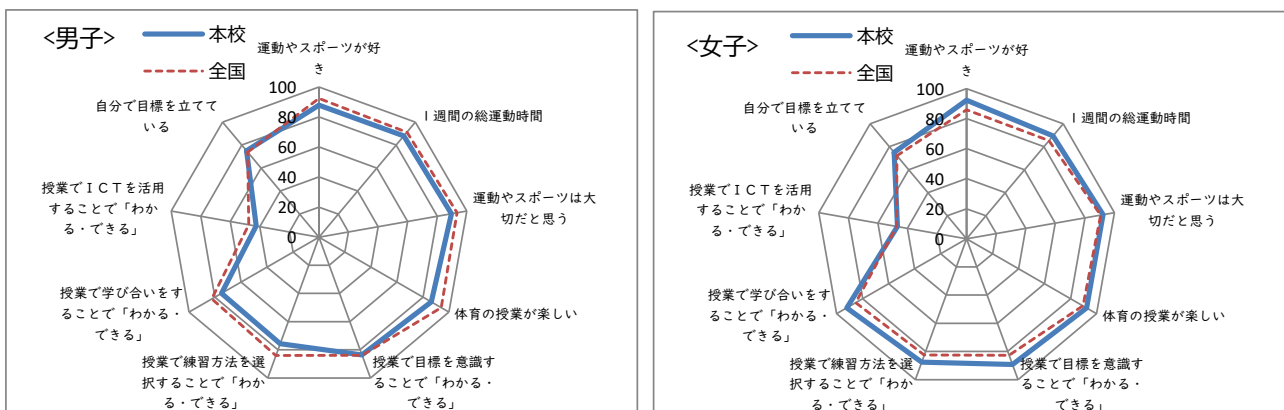 <男子>
本校
全国
運動やスポーツが好
き
1週間の総運動時間
運動やスポーツは大
切だと思う
体育の授業が楽しい
授業で目標を意識す
ることで「わかる・
できる」
授業で練習方法を選
択することで「わか
る・できる」
授業で学び合いをす
ることで「わかる・
できる」
授業でＩＣＴを活用
することで「わか
る・できる」
自分で目標を立てて
いる
100
80
60
40
20
0
<女子>
本校
全国
運動やスポーツが好
き
1週間の総運動時間
運動やスポーツは大
切だと思う
体育の授業が楽しい
授業で目標を意識す
ることで「わかる・
できる」
授業で練習方法を選
択することで「わか
る・できる」
授業で学び合いをす
ることで「わかる・
できる」
授業でＩＣＴを活用
することで「わか
る・できる」
自分で目標を立てて
いる
100
80
60
40
20
0